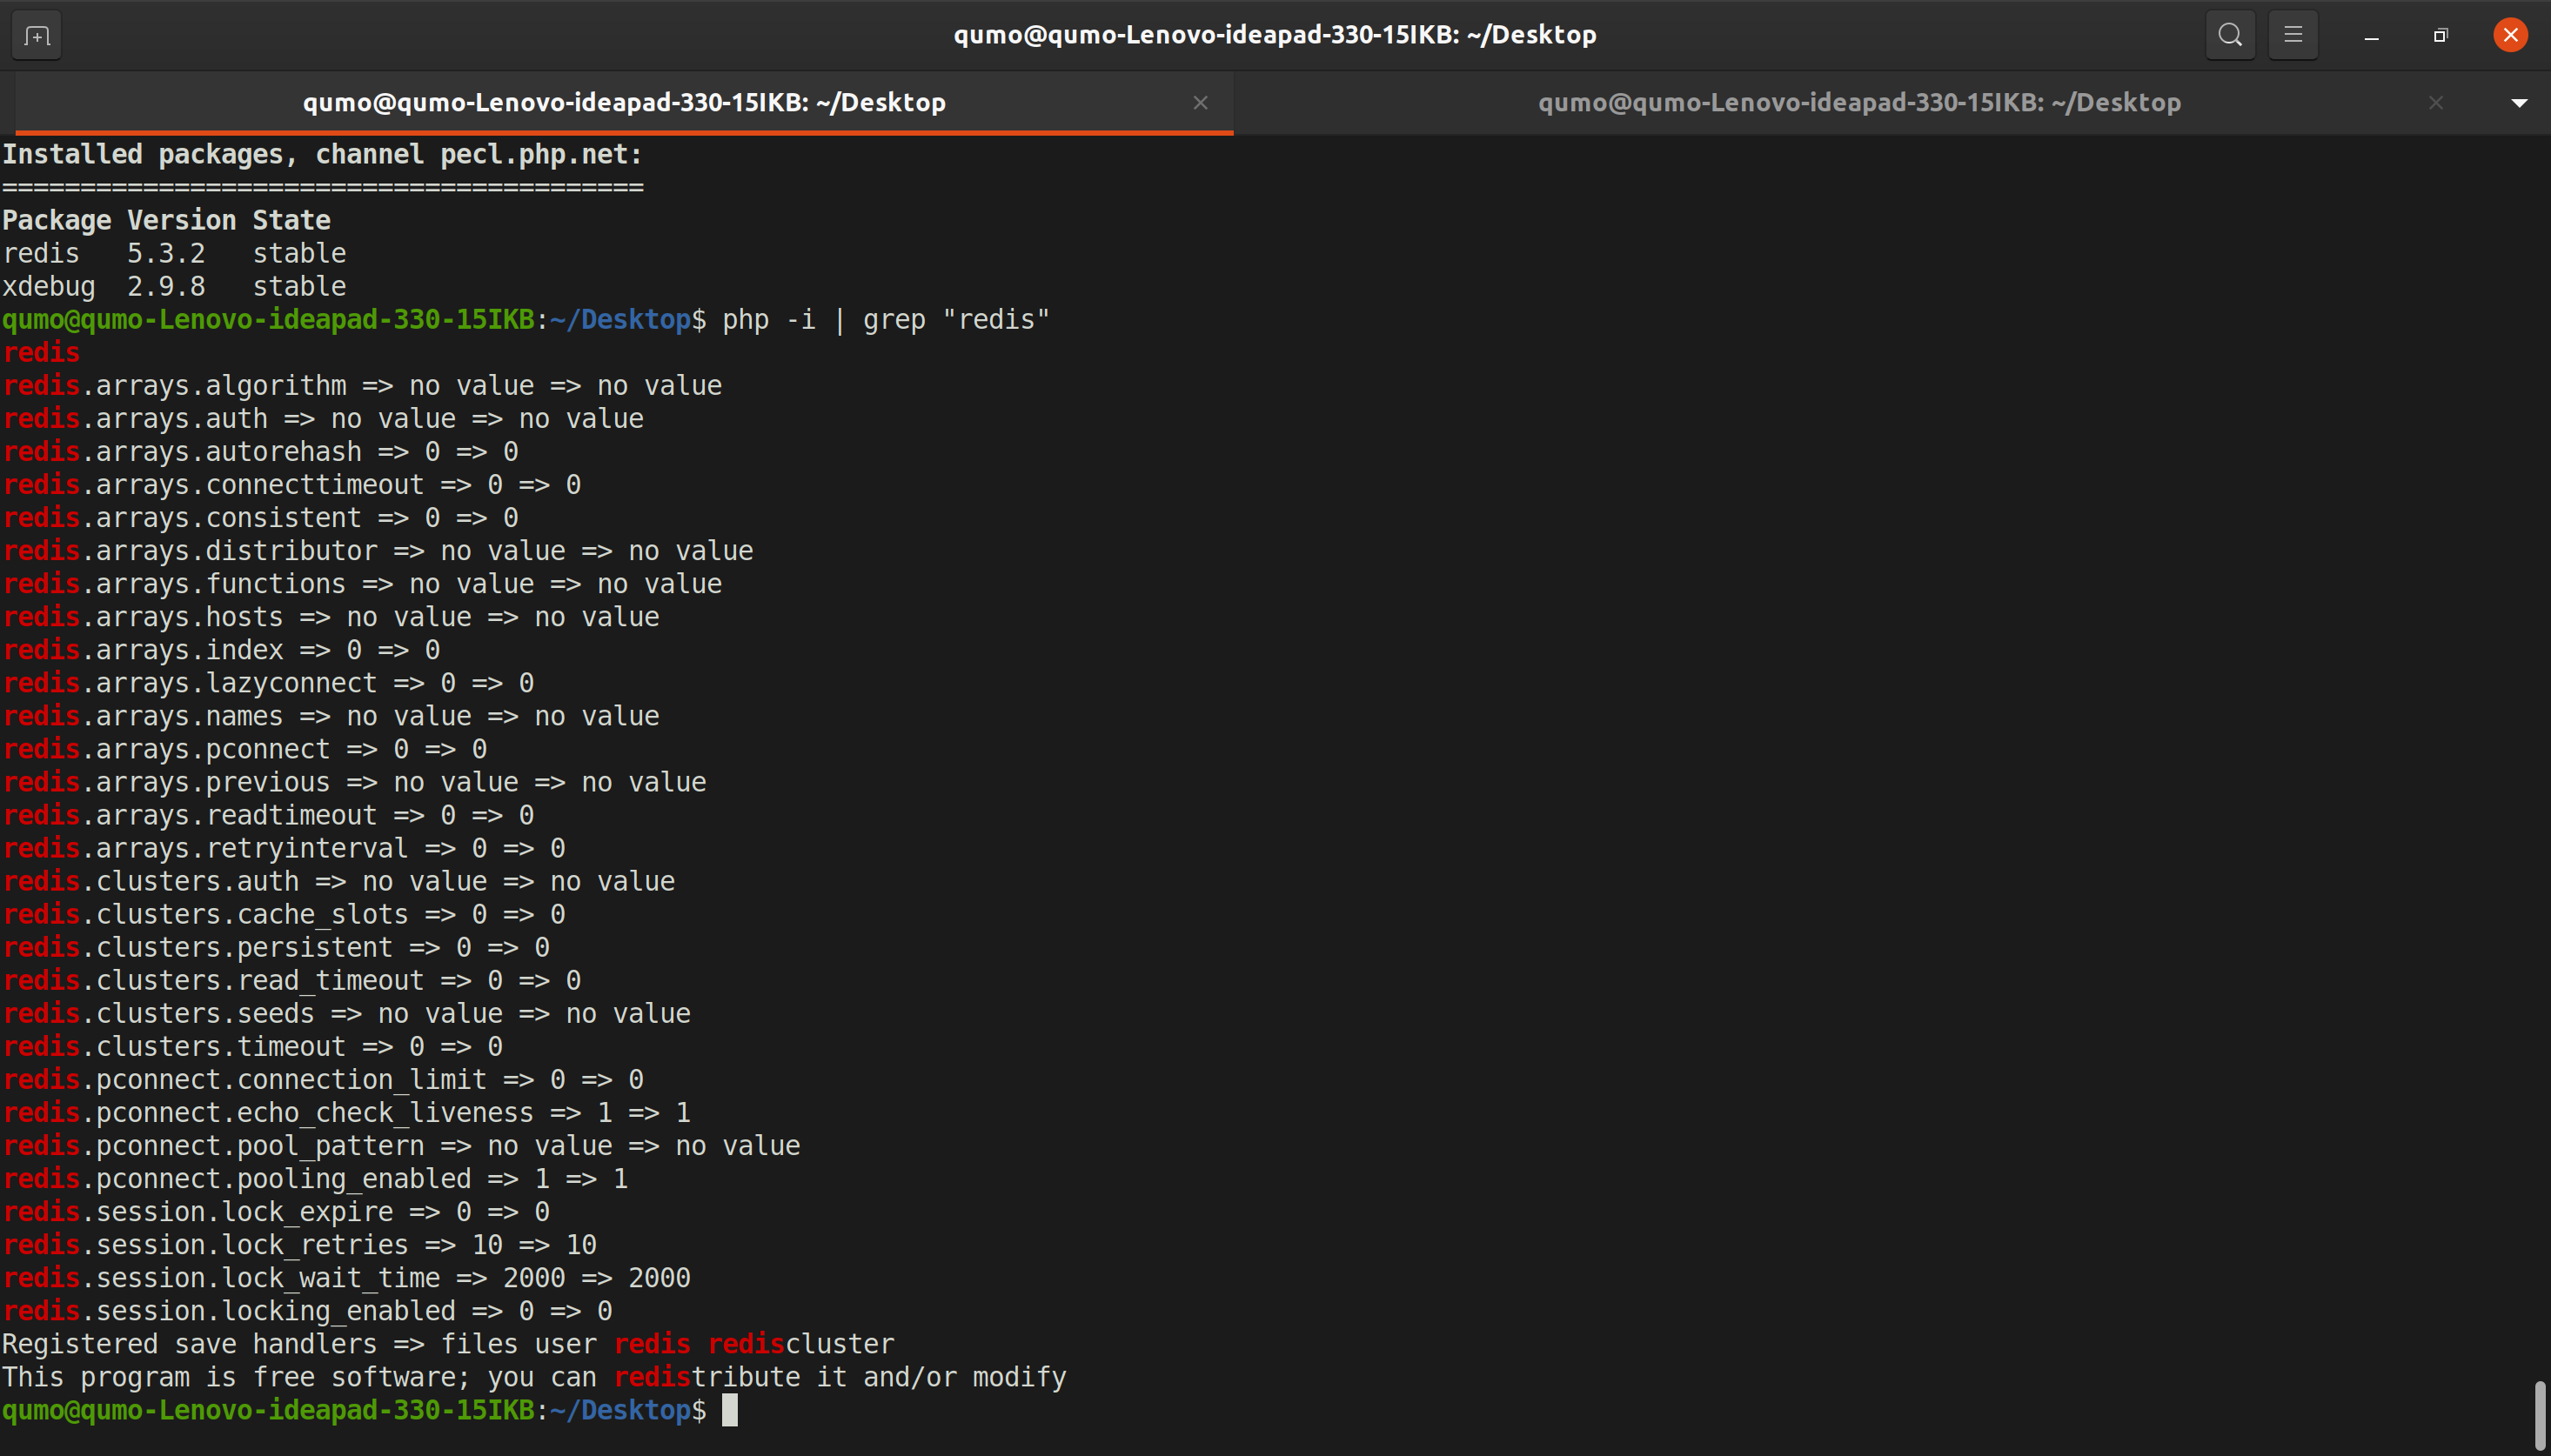 qumo@qumo-Lenovo-ideapad-330-15IKB: ~/Desktop
qumo@qumo-Lenovo-ideapad-330-15IKB: ~/Desktop
qumo@qumo-Lenovo-ideapad-330-15IKB: ~/Desktop
Installed packages, channel pecl.php.net:
=========================================
Package Version State
redis   5.3.2   stable
xdebug  2.9.8   stable
qumo@qumo-Lenovo-ideapad-330-15IKB:~/Desktop$ php -i | grep "redis"
redis
redis.arrays.algorithm => no value => no value
redis.arrays.auth => no value => no value
redis.arrays.autorehash => 0 => 0
redis.arrays.connecttimeout => 0 => 0
redis.arrays.consistent => 0 => 0
redis.arrays.distributor => no value => no value
redis.arrays.functions => no value => no value
redis.arrays.hosts => no value => no value
redis.arrays.index => 0 => 0
redis.arrays.lazyconnect => 0 => 0
redis.arrays.names => no value => no value
redis.arrays.pconnect => 0 => 0
redis.arrays.previous => no value => no value
redis.arrays.readtimeout => 0 => 0
redis.arrays.retryinterval => 0 => 0
redis.clusters.auth => no value => no value
redis.clusters.cache_slots => 0 => 0
redis.clusters.persistent => 0 => 0
redis.clusters.read_timeout => 0 => 0
redis.clusters.seeds => no value => no value
redis.clusters.timeout => 0 => 0
redis.pconnect.connection_limit => 0 => 0
redis.pconnect.echo_check_liveness => 1 => 1
redis.pconnect.pool_pattern => no value => no value
redis.pconnect.pooling_enabled => 1 => 1
redis.session.lock_expire => 0 => 0
redis.session.lock_retries => 10 => 10
redis.session.lock_wait_time => 2000 => 2000
redis.session.locking_enabled => 0 => 0
Registered save handlers => files user redis rediscluster
This program is free software; you can redistribute it and/or modify
qumo@qumo-Lenovo-ideapad-330-15IKB:~/Desktop$